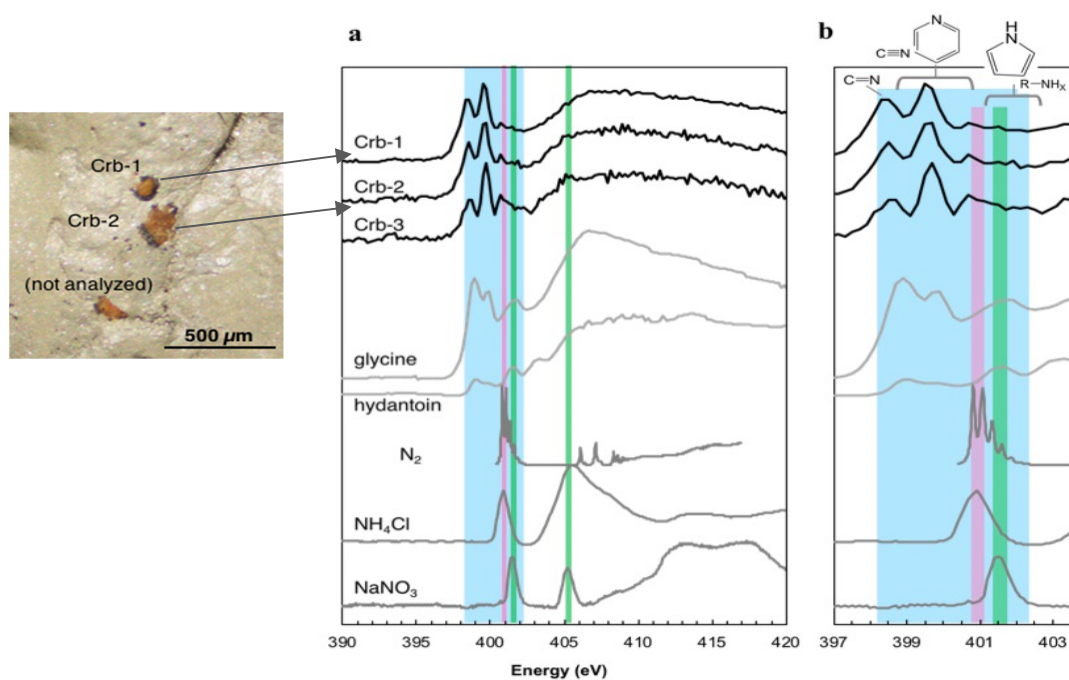 Crb-1
Crb-2
(not analyzed)
500 µm
a
Crb-1
Crb-2
Crb-3
glycine
hydantoin
N₂
NH₄Cl
NaNO₃
390 395 400 405 410 415 420
Energy (eV)
b
N
C≡N
H
N
C=N
R—NHₓ
397 399 401 403